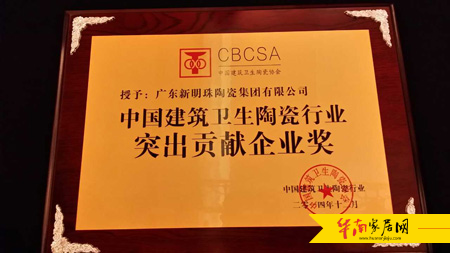 CBCSA
中国建筑卫生陶瓷协会
授予：广东新明珠陶瓷集团有限公司
中国建筑卫生陶瓷行业
突出贡献企业奖
中国建筑卫生陶瓷行业
华南家居网